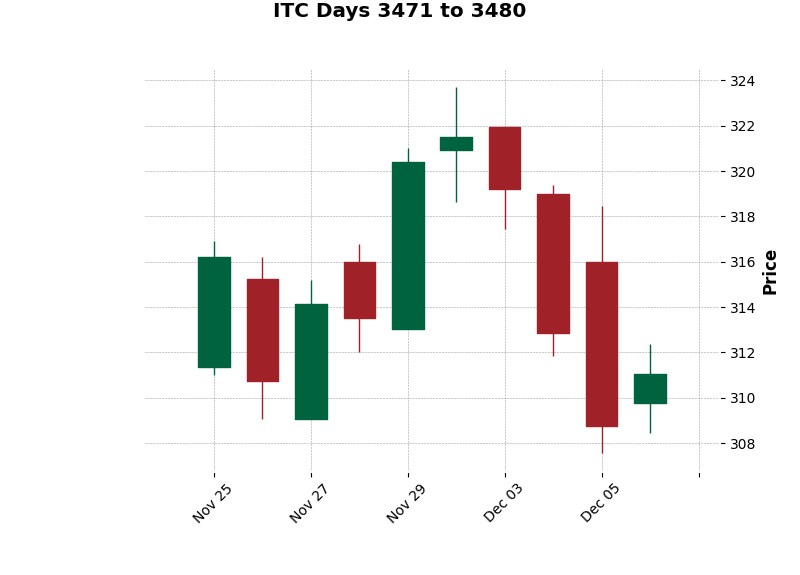 ITC Days 3471 to 3480
324
322
320
318
316
314
312
310
308
Price
Nov 25
Nov 27
Nov 29
Dec 03
Dec 05